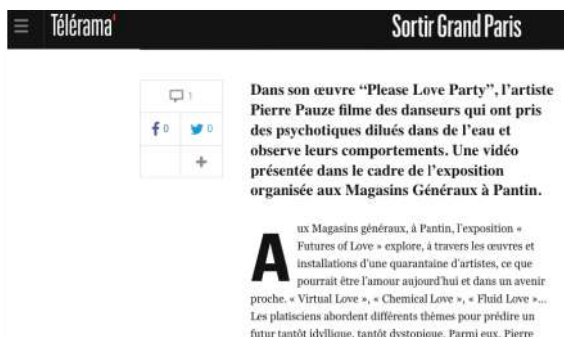 Télérama'
Sortir Grand Paris
1
0
0
Dans son œuvre “Please Love Party”, l’artiste
Pierre Pauze filme des danseurs qui ont pris
des psychotiques dilués dans de l’eau et
observe leurs comportements. Une vidéo
présentée dans le cadre de l’exposition
organisée aux Magasins Généraux à Pantin.
Aux Magasins généraux, à Pantin, l’exposition «
Futures of Love » explore, à travers les œuvres et
installations d’une quarantaine d’artistes, ce que
pourrait être l’amour aujourd’hui et dans un avenir
proche. « Virtual Love », « Chemical Love », « Fluid Love »...
Les platisciens abordent différents thèmes pour prédire un
futur tantôt idyllique, tantôt dystopique. Parmi eux, Pierre